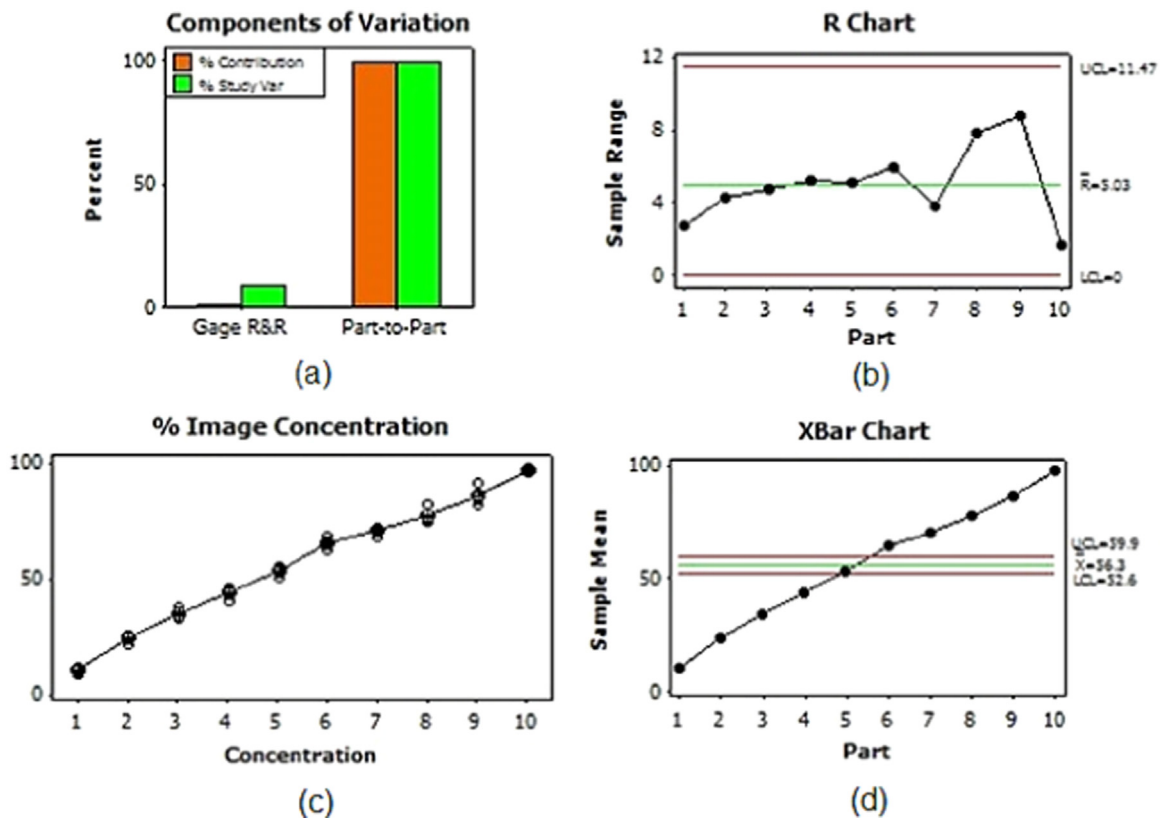 Components of Variation
% Contribution
% Study Var
Percent
100
50
0
Gage R&R
Part-to-Part
(a)
R Chart
Sample Range
12
8
4
0
UCL=11.47
R=5.03
LCL=0
1 2 3 4 5 6 7 8 9 10
Part
(b)
% Image Concentration
100
50
0
1 2 3 4 5 6 7 8 9 10
Concentration
(c)
XBar Chart
Sample Mean
100
50
0
UCL=59.9
X=56.3
LCL=52.6
1 2 3 4 5 6 7 8 9 10
Part
(d)